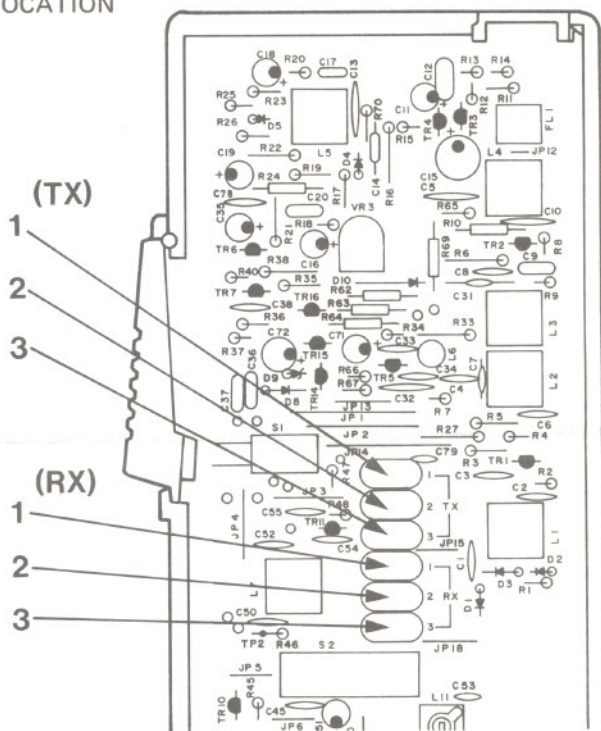 OCATION
C18
R20
C17
C13
C12
R13
R14
R25
R23
R70
C11
R12
R11
R26
D5
TR4
TR3
FL1
R15
R22
L5
D4
L4
JP12
C19
R19
R17
C14
R16
C15
C5
R24
C78
C20
R65
C10
(TX)
C35
R21
R18
VR3
R10
1
TR6
C16
R69
TR2
R8
R38
R6
C9
R40
D10
C8
2
TR7
R35
R62
C31
R9
TR16
C38
R63
R36
R64
R34
R33
L3
3
C72
C71
C33
R37
TR15
L6
C36
R66
TR5
C34
C7
L2
D9
R67
C4
C37
D8
TR14
C32
R7
JP13
C6
JP1
R5
S1
JP2
R27
R4
JP14
C79
R3
TR1
(RX)
R47
1
C3
R2
JP3
TX
C2
1
C55
R48
2
JP4
TR11
L1
C52
3
C54
JP15
2
1
C1
D2
D3
L7
2
RX
R1
D1
3
C50
3
TP2
R46
JP18
S2
JP5
R45
C53
L11
TR10
C45
51
JP6